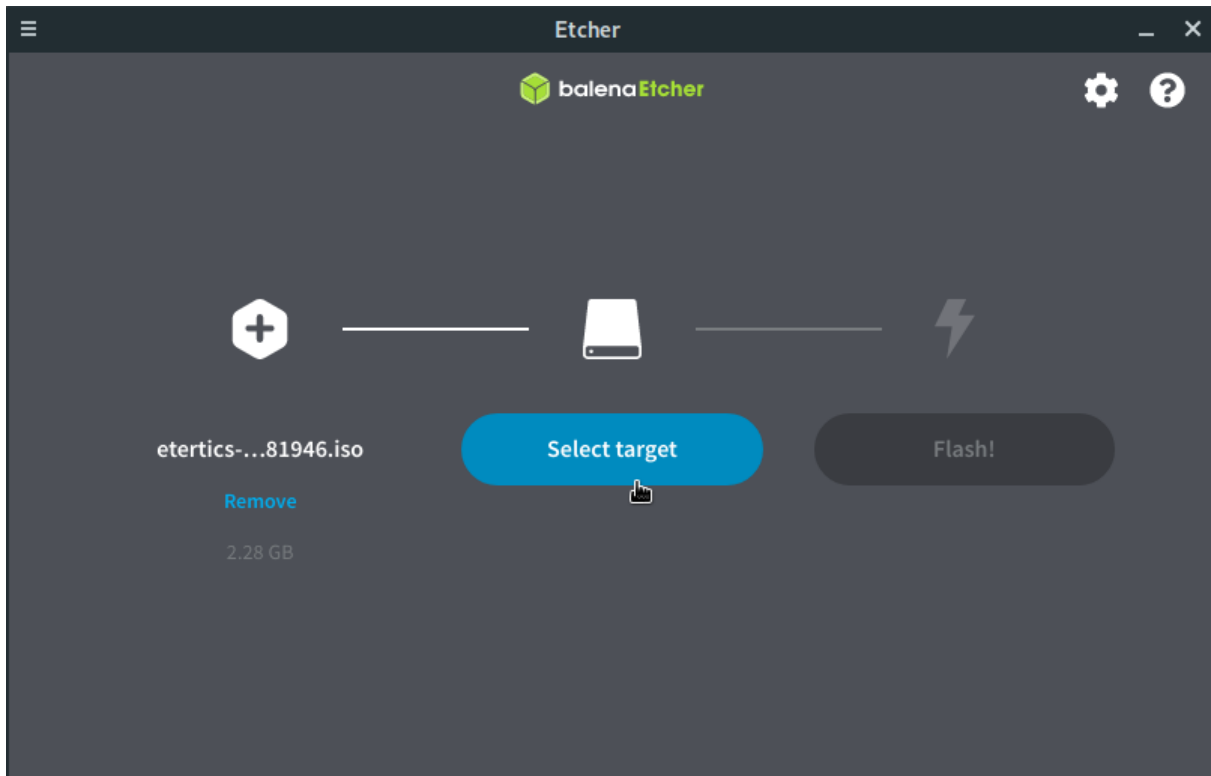 Etcher
balenaEtcher
etertics-...81946.iso
Select target
Flash!
Remove
2.28 GB